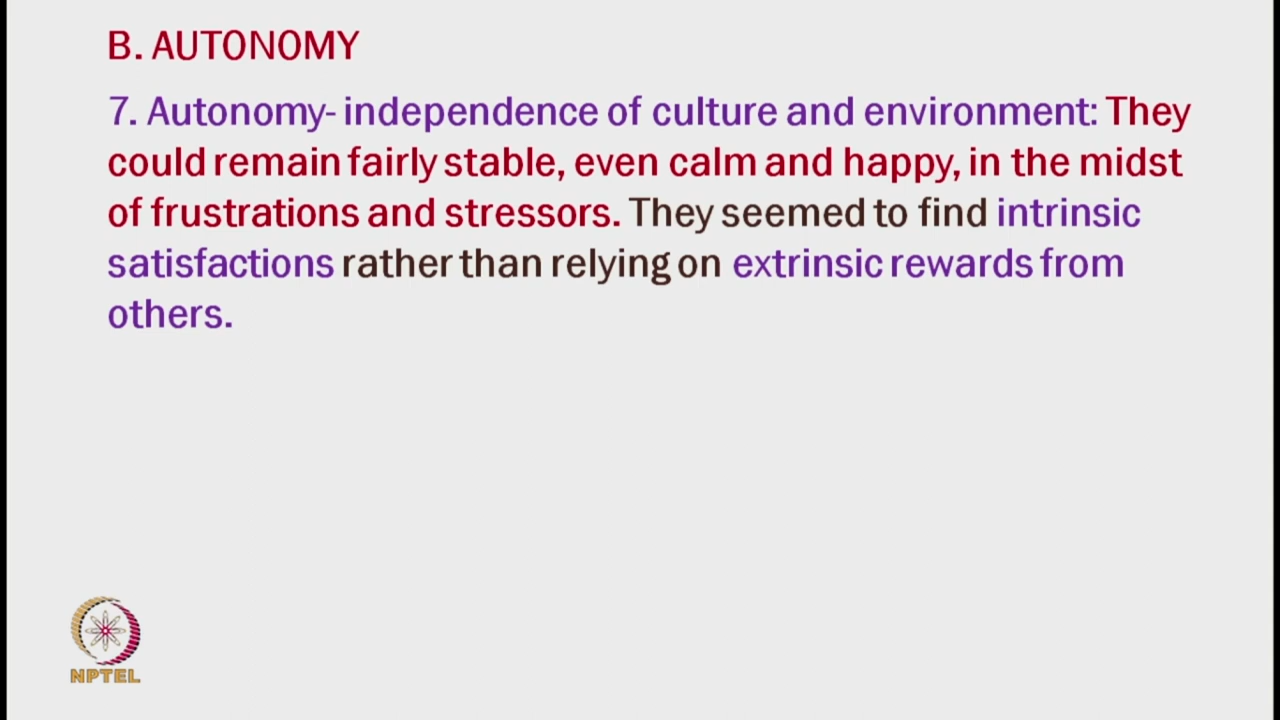 B. AUTONOMY
7. Autonomy- independence of culture and environment: They
could remain fairly stable, even calm and happy, in the midst
of frustrations and stressors. They seemed to find intrinsic
satisfactions rather than relying on extrinsic rewards from
others.
NPTEL